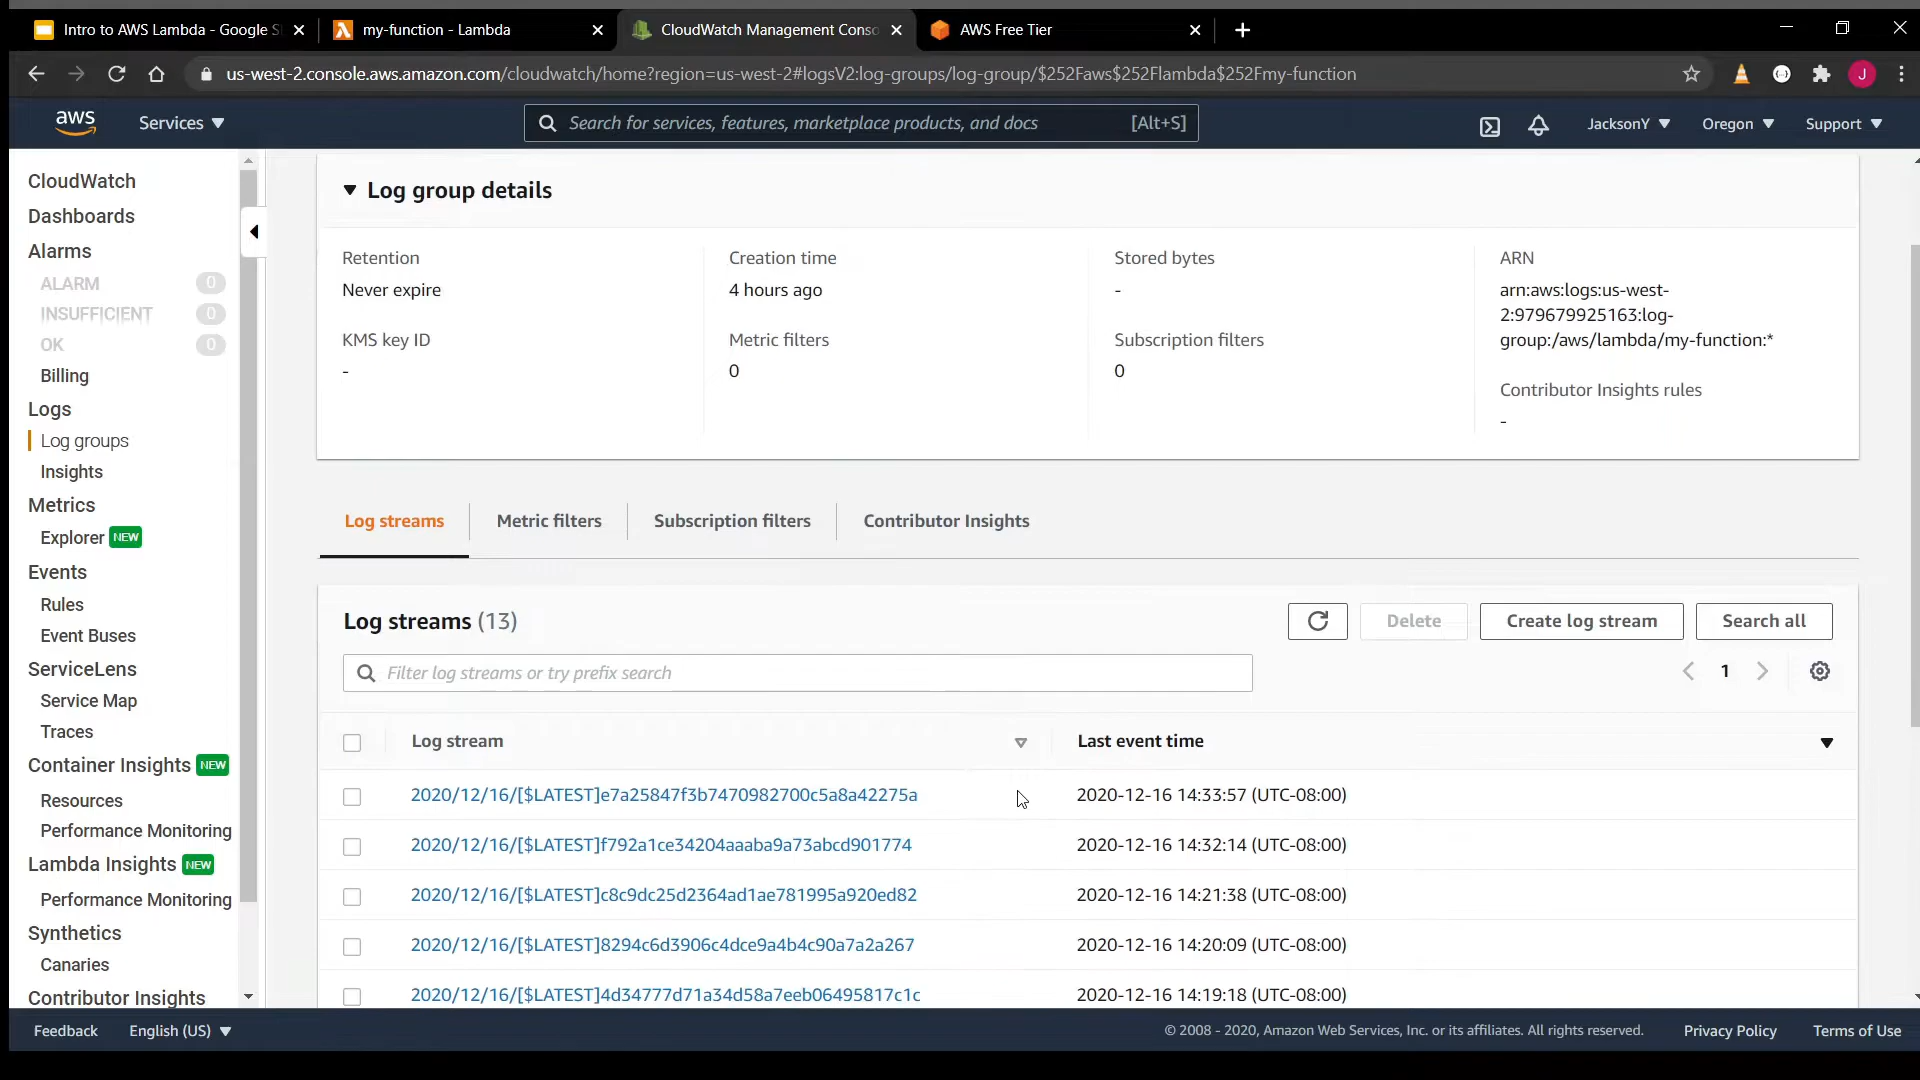 Intro to AWS Lambda - Google S
my-function - Lambda
CloudWatch Management Conso
AWS Free Tier
us-west-2.console.aws.amazon.com/cloudwatch/home?region=us-west-2#logsV2:log-groups/log-group/$252Faws$252Flambda$252Fmy-function
J
aws
Services
Search for services, features, marketplace products, and docs
[Alt+S]
JacksonY
Oregon
Support
CloudWatch
Dashboards
Alarms
ALARM 0
INSUFFICIENT 0
OK 0
Billing
Logs
Log groups
Insights
Metrics
Explorer NEW
Events
Rules
Event Buses
ServiceLens
Service Map
Traces
Container Insights NEW
Resources
Performance Monitoring
Lambda Insights NEW
Performance Monitoring
Synthetics
Canaries
Contributor Insights
Log group details
Retention
Never expire
KMS key ID
-
Creation time
4 hours ago
Metric filters
0
Stored bytes
-
Subscription filters
0
ARN
arn:aws:logs:us-west-
2:979679925163:log-
group:/aws/lambda/my-function:*
Contributor Insights rules
-
Log streams
Metric filters
Subscription filters
Contributor Insights
Log streams (13)
Delete
Create log stream
Search all
Filter log streams or try prefix search
1
Log stream
Last event time
2020/12/16/[$LATEST]e7a25847f3b7470982700c5a8a42275a
2020-12-16 14:33:57 (UTC-08:00)
2020/12/16/[$LATEST]f792a1ce34204aaaba9a73abcd901774
2020-12-16 14:32:14 (UTC-08:00)
2020/12/16/[$LATEST]c8c9dc25d2364ad1ae781995a920ed82
2020-12-16 14:21:38 (UTC-08:00)
2020/12/16/[$LATEST]8294c6d3906c4dce9a4b4c90a7a2a267
2020-12-16 14:20:09 (UTC-08:00)
2020/12/16/[$LATEST]4d34777d71a34d58a7eeb06495817c1c
2020-12-16 14:19:18 (UTC-08:00)
Feedback
English (US)
© 2008 - 2020, Amazon Web Services, Inc. or its affiliates. All rights reserved.
Privacy Policy
Terms of Use